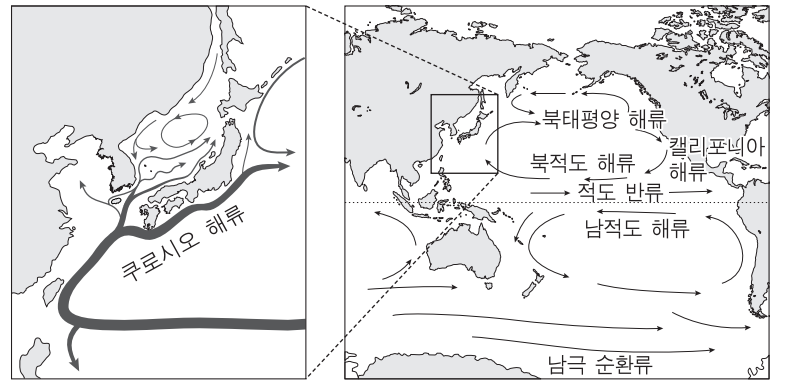 쿠로시오 해류
북태평양 해류
캘리포니아
해류
북적도 해류
적도 반류
남적도 해류
남극 순환류